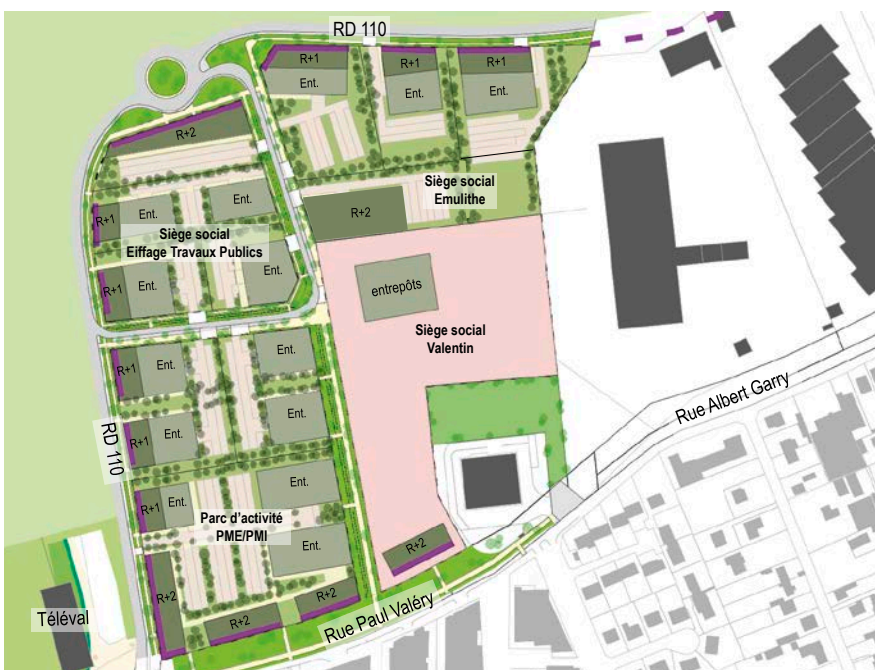 RD 110
R+1
R+1
R+1
Ent.
Ent.
Ent.
R+2
Siège social
Emulithe
R+2
R+1
Ent.
Ent.
Siège social
Eiffage Travaux Publics
R+1
Ent.
Ent.
entrepôts
Siège social
Valentin
R+1
Ent.
Ent.
Rue Albert Garry
RD 110
R+1
Ent.
Ent.
R+1
Ent.
Ent.
Parc d'activité
PME/PMI
Ent.
R+2
R+2
R+2
R+2
Rue Paul Valéry
Téléval